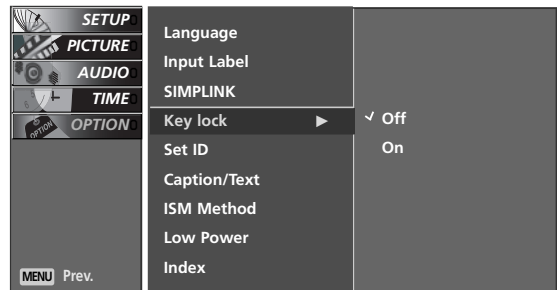 SETUP
PICTURE
AUDIO
TIME
OPTION
MENU Prev.
Language
Input Label
SIMPLINK
Key lock ▶
Set ID
Caption/Text
ISM Method
Low Power
Index
✓ Off
On